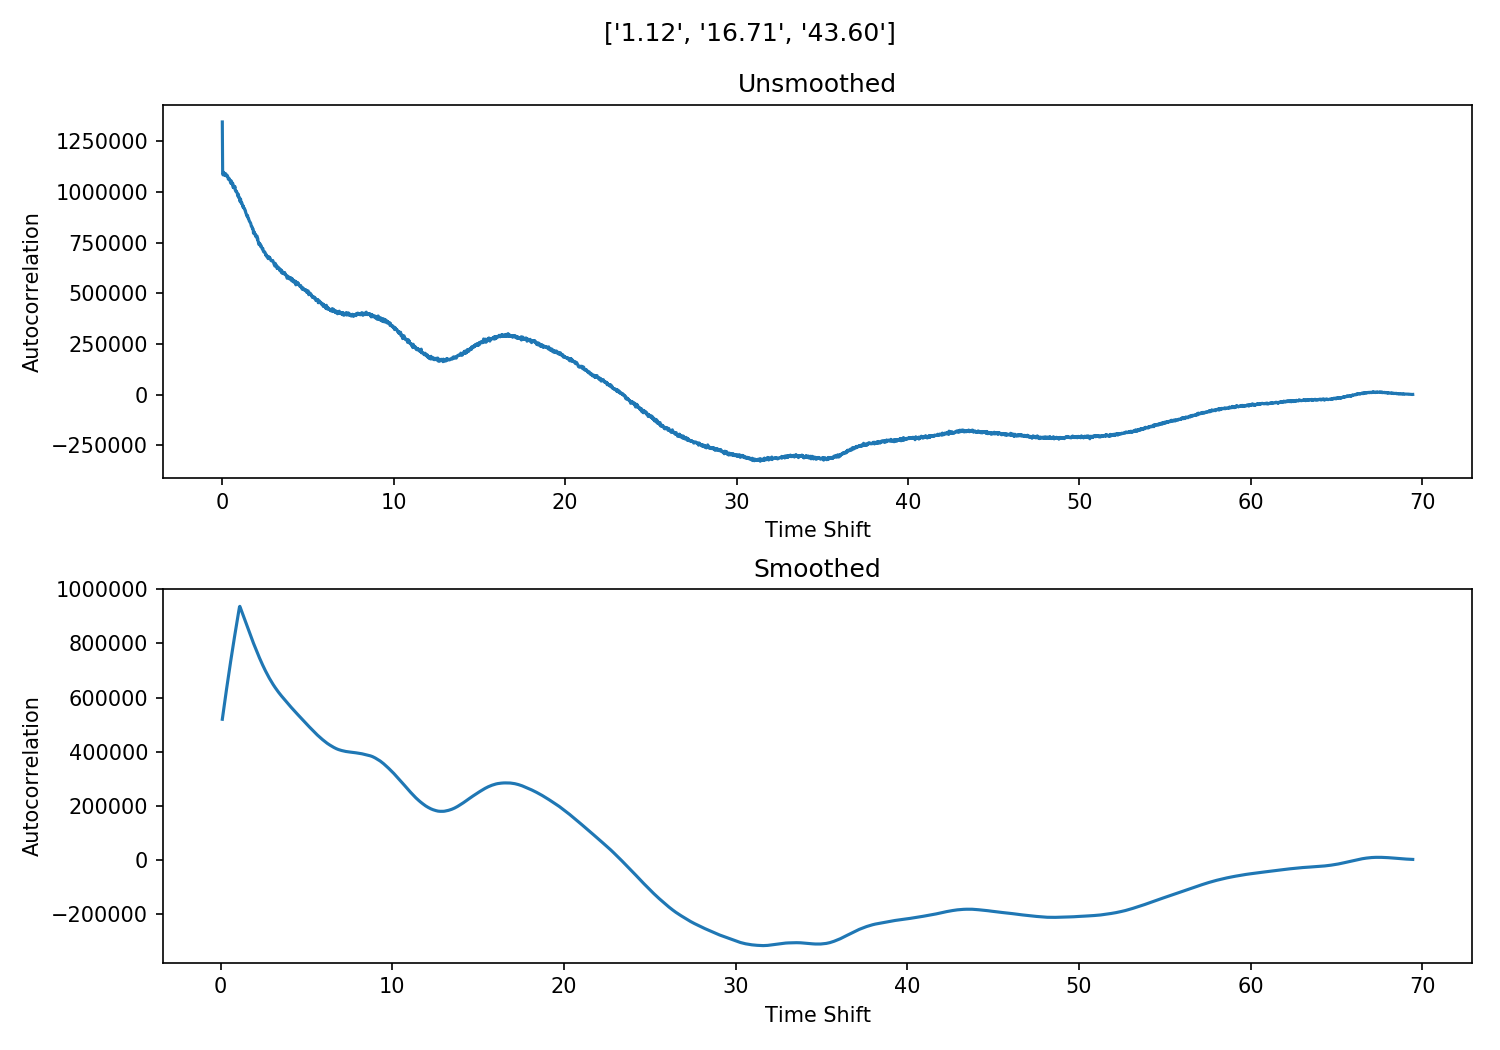 ['1.12', '16.71', '43.60']
Unsmoothed
1250000
1000000
750000
500000
250000
0
−250000
Autocorrelation
0 10 20 30 40 50 60 70
Time Shift
Smoothed
1000000
800000
600000
400000
200000
0
−200000
Autocorrelation
0 10 20 30 40 50 60 70
Time Shift